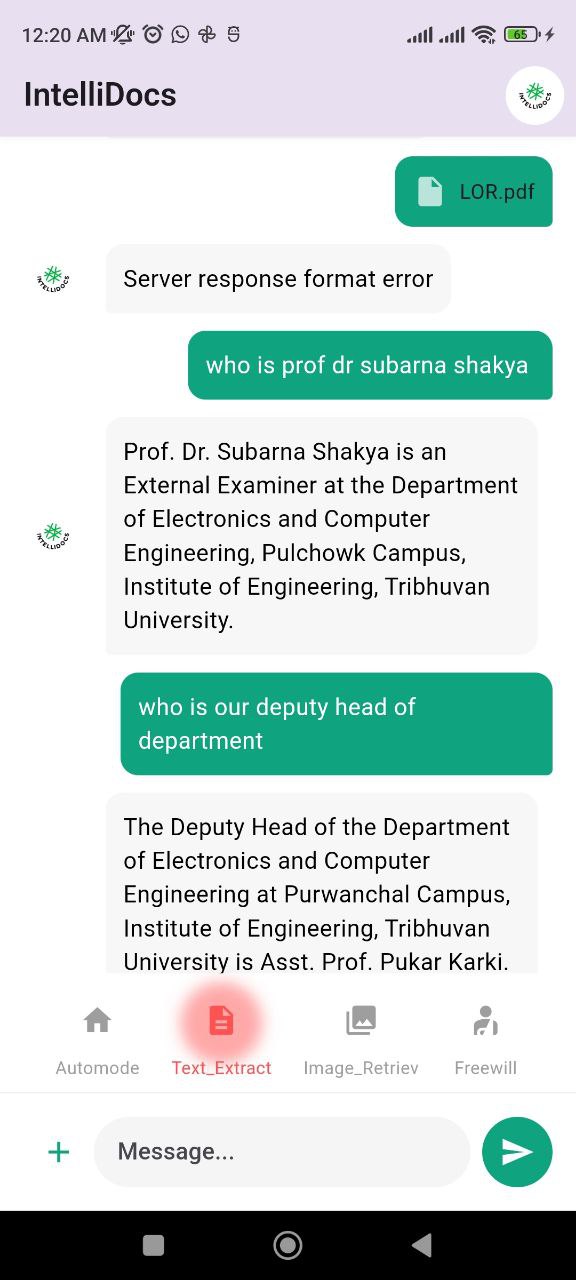 12:20 AM
65
IntelliDocs
INTELLIDOCS
LOR.pdf
INTELLIDOCS
Server response format error
who is prof dr subarna shakya
Prof. Dr. Subarna Shakya is an
External Examiner at the Department
of Electronics and Computer
INTELLIDOCS
Engineering, Pulchowk Campus,
Institute of Engineering, Tribhuvan
University.
who is our deputy head of
department
The Deputy Head of the Department
of Electronics and Computer
Engineering at Purwanchal Campus,
Institute of Engineering, Tribhuvan
University is Asst. Prof. Pukar Karki.
Automode
Text_Extract
Image_Retriev
Freewill
Message...